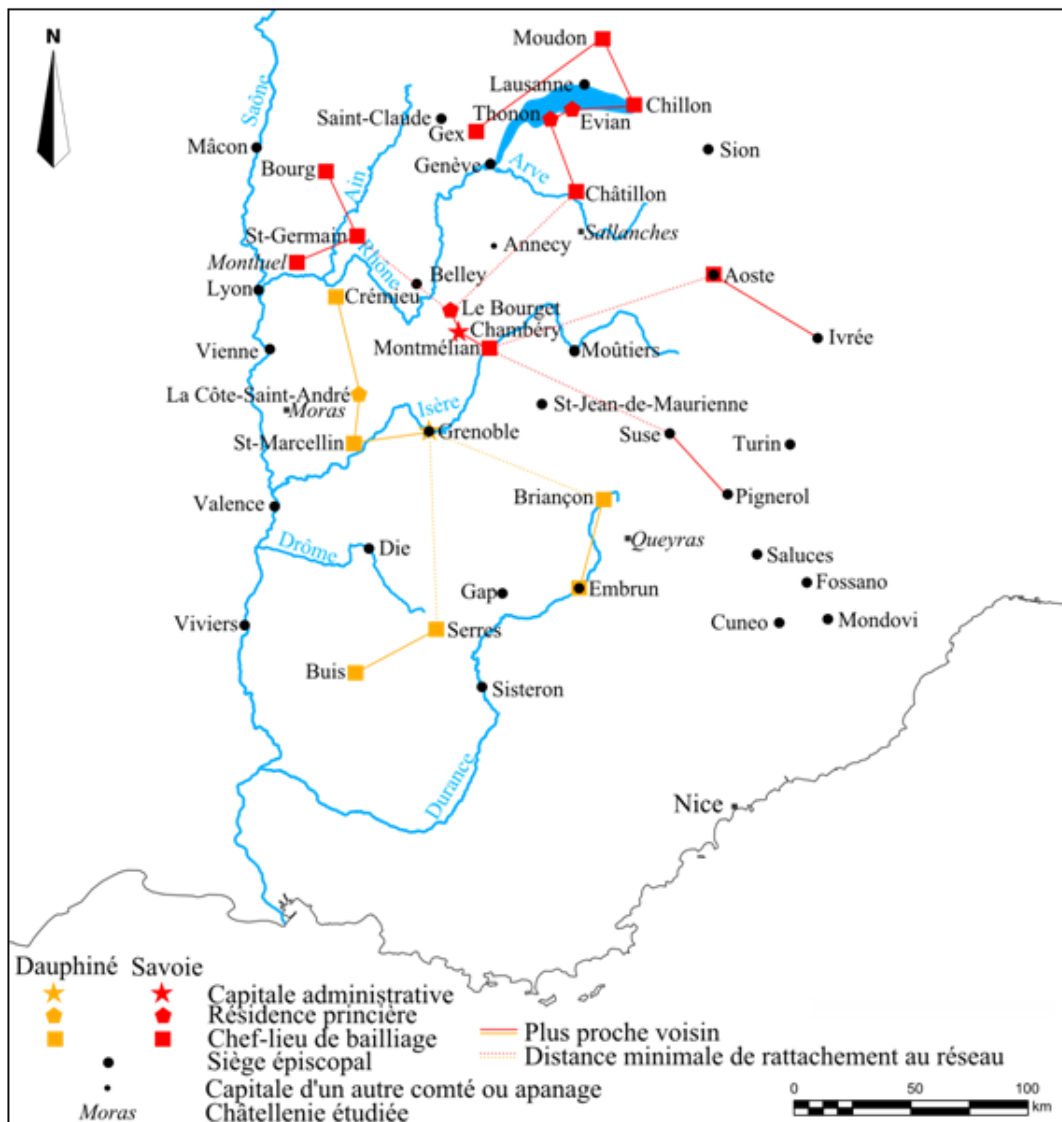 N
Moudon
Saône
Lausanne
Thonon
Chillon
Saint-Claude
Evian
Gex
Mâcon
Sion
Genève
Arve
Bourg
Ain
Châtillon
St-Germain
Sallanches
Rhône
Annecy
Montluel
Belley
Aoste
Lyon
Crémieu
Le Bourget
Chambéry
Ivrée
Vienne
Montmélian
Moûtiers
La Côte-Saint-André
Isère
St-Jean-de-Maurienne
Moras
Grenoble
Suse
St-Marcellin
Turin
Briançon
Pignerol
Valence
Queyras
Drôme
Die
Saluces
Fossano
Gap
Embrun
Viviers
Serres
Cuneo
Mondovi
Buis
Sisteron
Durance
Nice
Dauphiné Savoie
Capitale administrative
Résidence princière
Chef-lieu de bailliage
Siège épiscopal
Capitale d'un autre comté ou apanage
Moras Châtellenie étudiée
Plus proche voisin
Distance minimale de rattachement au réseau
0 50 100
km